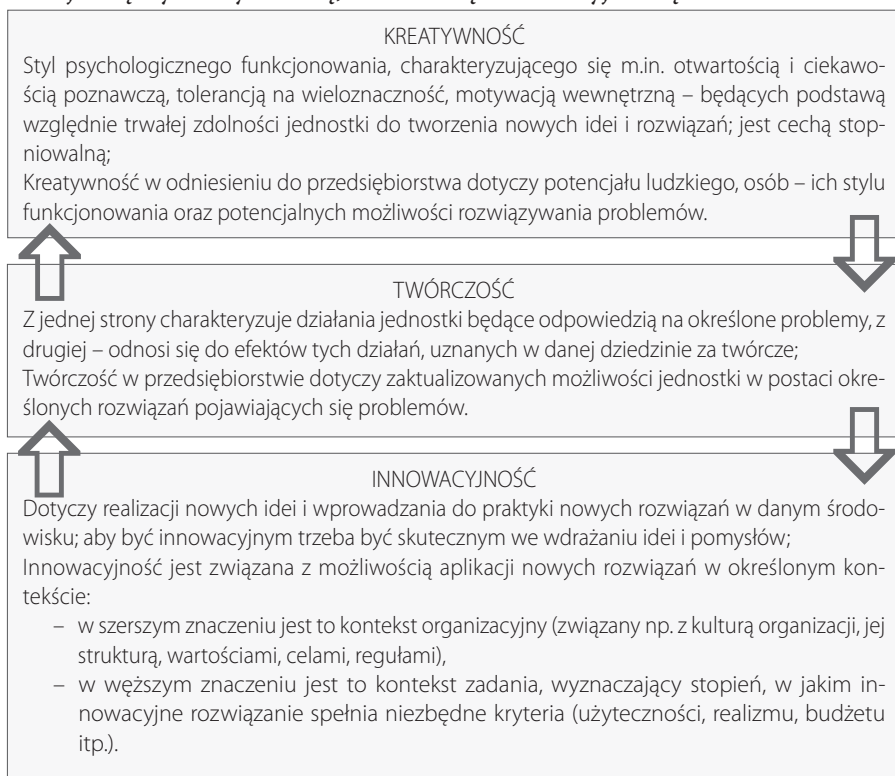 KREATYWNOŚĆ
Styl psychologicznego funkcjonowania, charakteryzującego się m.in. otwartością i ciekawo-
ścią poznawczą, tolerancją na wieloznaczność, motywacją wewnętrzną – będących podstawą
względnie trwałej zdolności jednostki do tworzenia nowych idei i rozwiązań; jest cechą stop-
niowalną;
Kreatywność w odniesieniu do przedsiębiorstwa dotyczy potencjału ludzkiego, osób – ich stylu
funkcjonowania oraz potencjalnych możliwości rozwiązywania problemów.
TWÓRCZOŚĆ
Z jednej strony charakteryzuje działania jednostki będące odpowiedzią na określone problemy, z
drugiej – odnosi się do efektów tych działań, uznanych w danej dziedzinie za twórcze;
Twórczość w przedsiębiorstwie dotyczy zaktualizowanych możliwości jednostki w postaci okre-
ślonych rozwiązań pojawiających się problemów.
INNOWACYJNOŚĆ
Dotyczy realizacji nowych idei i wprowadzania do praktyki nowych rozwiązań w danym środo-
wisku; aby być innowacyjnym trzeba być skutecznym we wdrażaniu idei i pomysłów;
Innowacyjność jest związana z możliwością aplikacji nowych rozwiązań w określonym kon-
tekście:
– w szerszym znaczeniu jest to kontekst organizacyjny (związany np. z kulturą organizacji, jej
strukturą, wartościami, celami, regułami),
– w węższym znaczeniu jest to kontekst zadania, wyznaczający stopień, w jakim in-
nowacyjne rozwiązanie spełnia niezbędne kryteria (użyteczności, realizmu, budżetu
itp.).